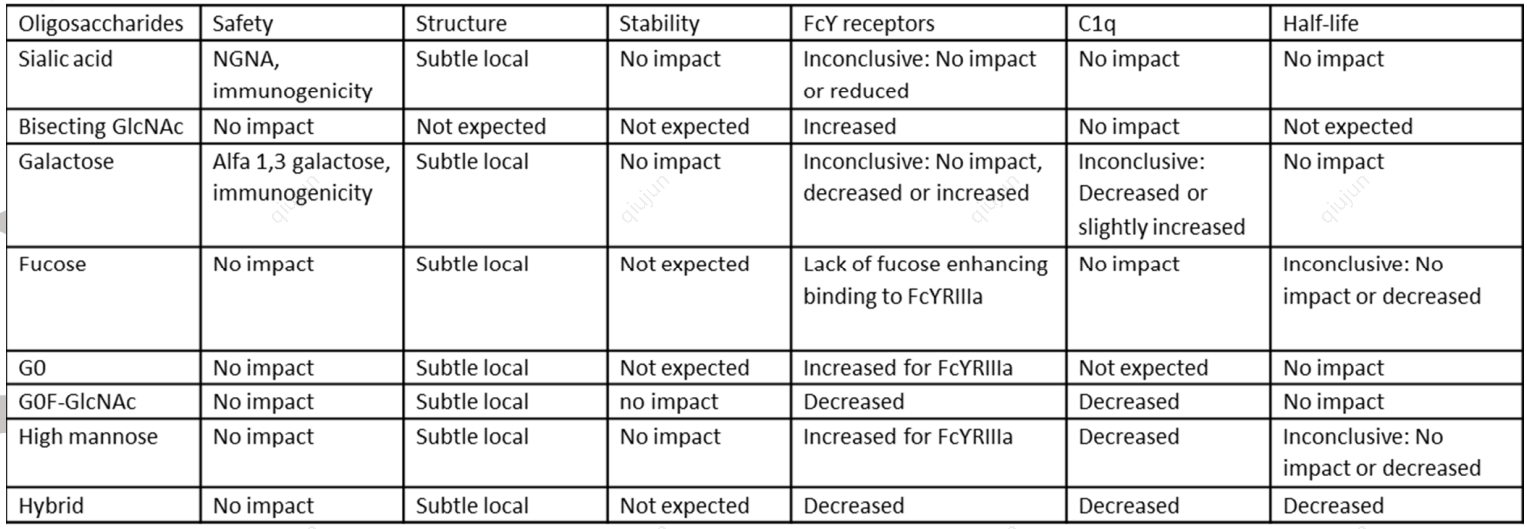 Oligosaccharides Safety Structure Stability FcY receptors C1q Half-life
Sialic acid NGNA, Subtle local No impact Inconclusive: No impact No impact No impact
immunogenicity or reduced
Bisecting GlcNAc No impact Not expected Not expected Increased No impact Not expected
Galactose Alfa 1,3 galactose, Subtle local No impact Inconclusive: No impact, Inconclusive: No impact
immunogenicity decreased or increased Decreased or
slightly increased
qiujun qiujun qiujun qiujun
Fucose No impact Subtle local Not expected Lack of fucose enhancing No impact Inconclusive: No
binding to FcYRIIIa impact or decreased
G0 No impact Subtle local Not expected Increased for FcYRIIIa Not expected No impact
G0F-GlcNAc No impact Subtle local no impact Decreased Decreased No impact
High mannose No impact Subtle local No impact Increased for FcYRIIIa Decreased Inconclusive: No
impact or decreased
Hybrid No impact Subtle local Not expected Decreased Decreased Decreased